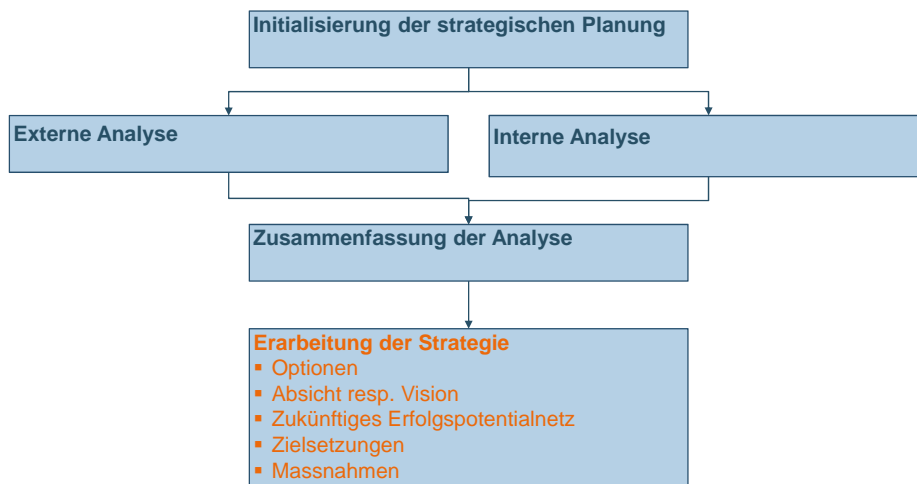 Initialisierung der strategischen Planung
Externe Analyse
Interne Analyse
Zusammenfassung der Analyse
Erarbeitung der Strategie
▪ Optionen
▪ Absicht resp. Vision
▪ Zukünftiges Erfolgspotentialnetz
▪ Zielsetzungen
▪ Massnahmen